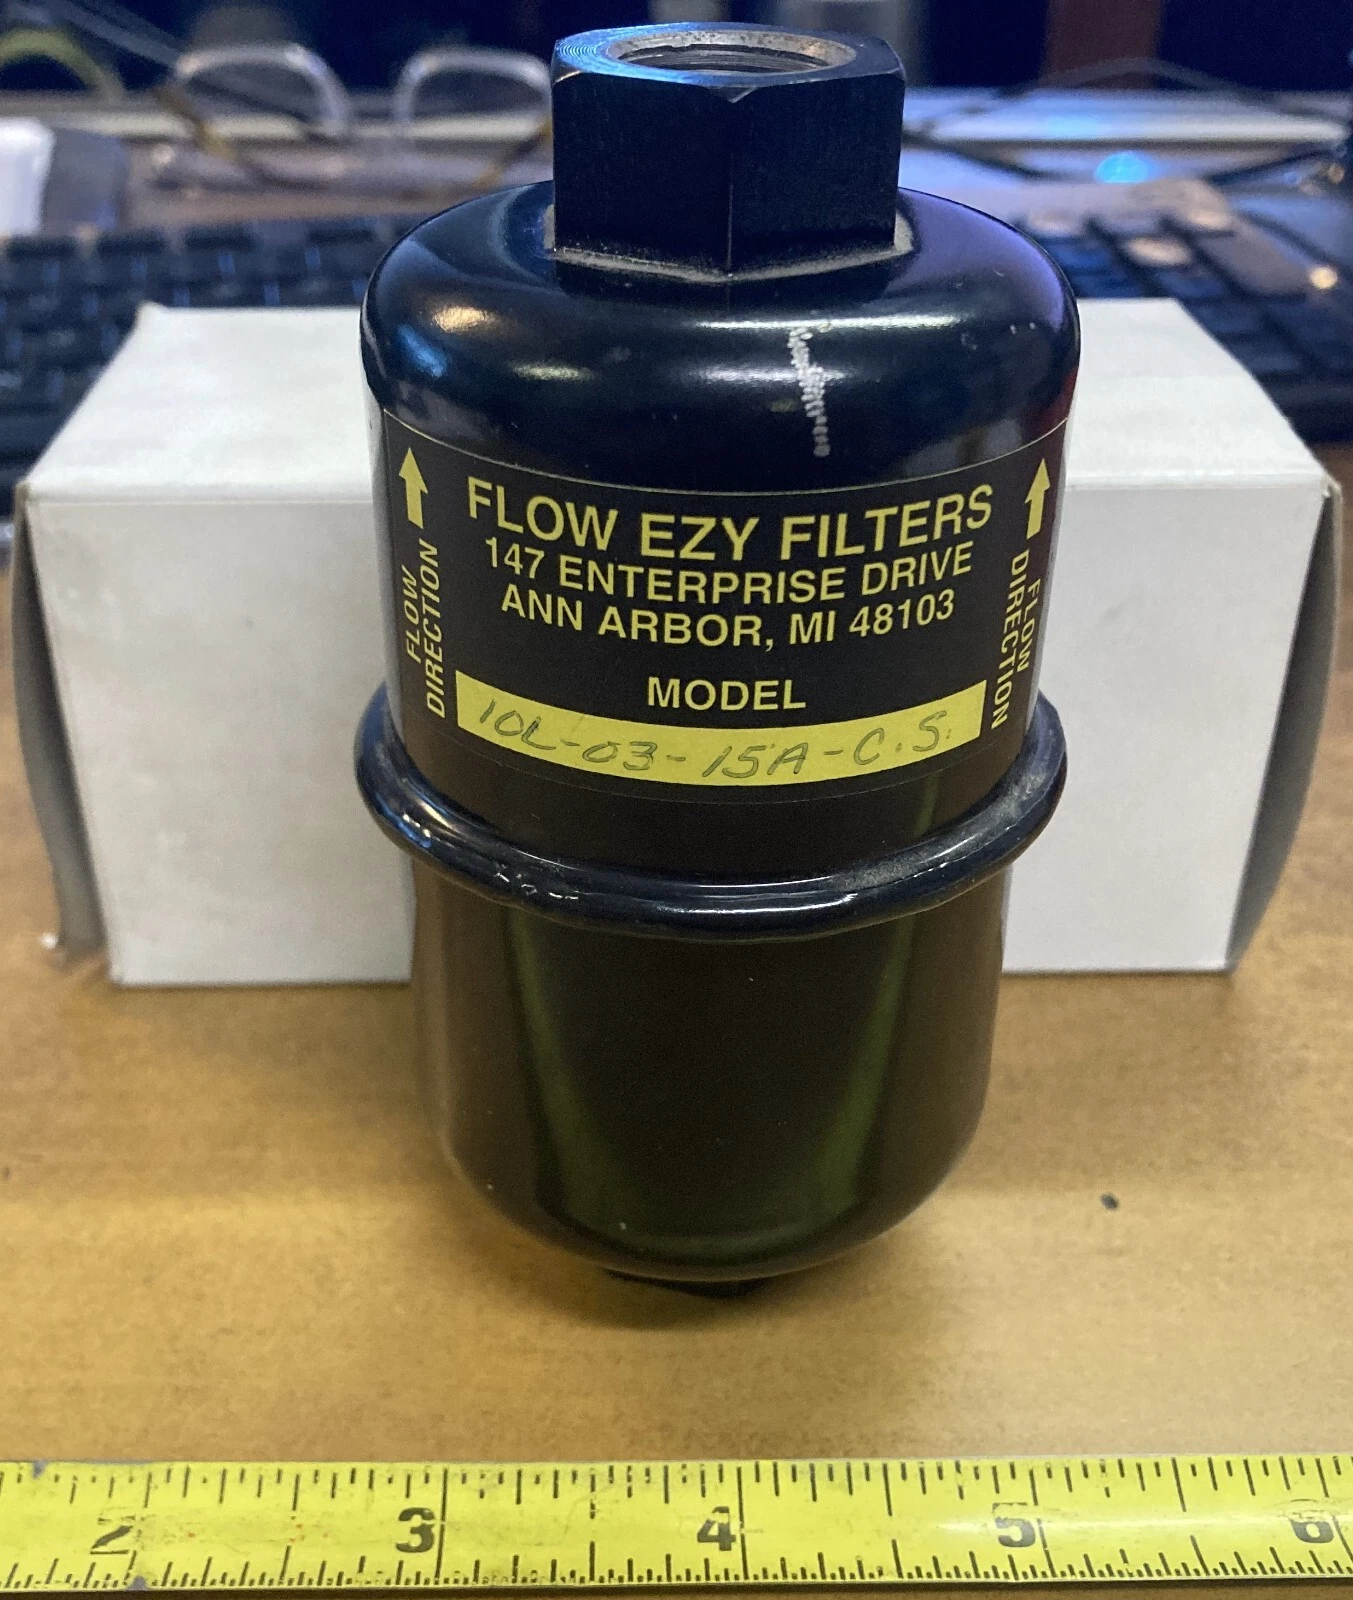 FLOW EZY FILTERS
147 ENTERPRISE DRIVE
ANN ARBOR, MI 48103
FLOW
DIRECTION
FLOW
DIRECTION
MODEL
10L-03-15A-C.S.
2 3 4 5 6